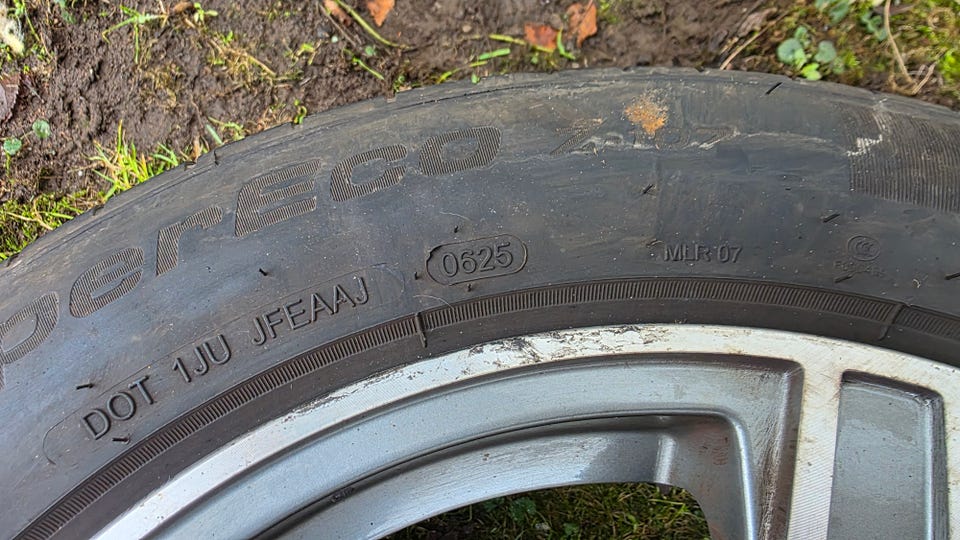 perEco
DOT 1JU JFEAAJ 0625
MLR 07